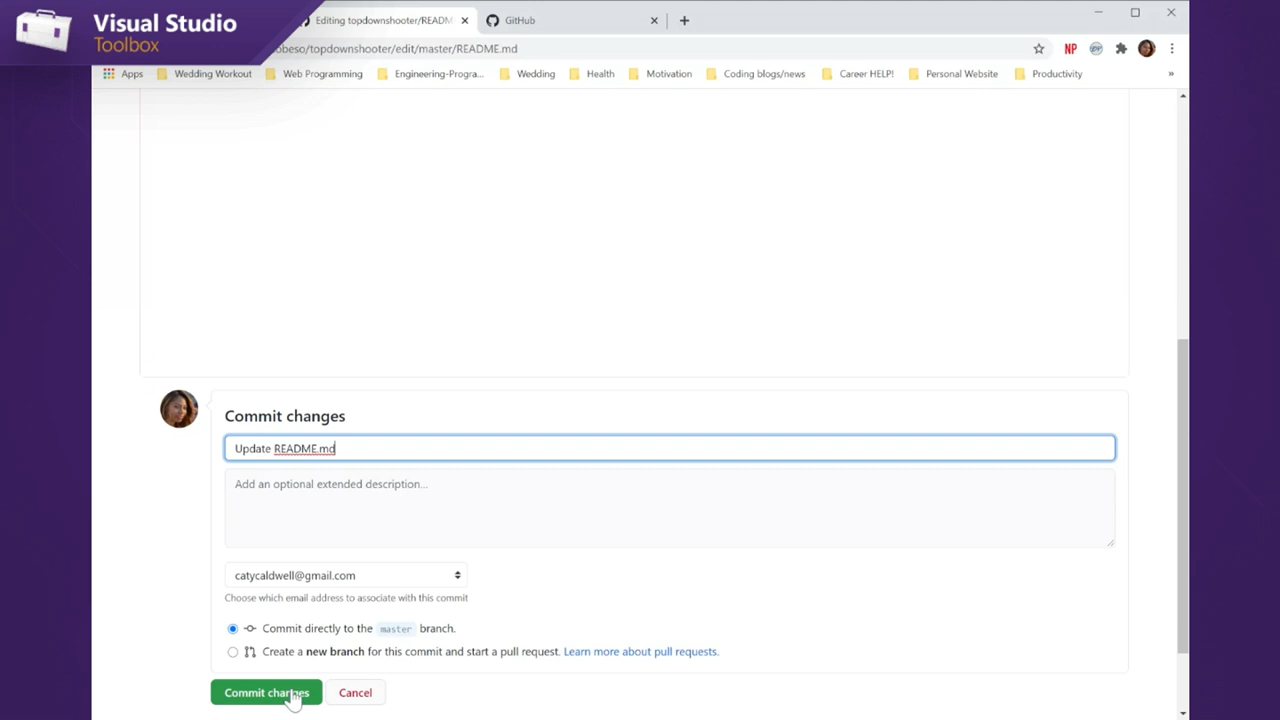 Visual Studio
Toolbox
Editing topdownshooter/READM
GitHub
obeso/topdownshooter/edit/master/README.md
NP
Apps
Wedding Workout
Web Programming
Engineering-Progra...
Wedding
Health
Motivation
Coding blogs/news
Career HELP!
Personal Website
Productivity
»
Commit changes
Update README.md
Add an optional extended description...
catycaldwell@gmail.com
Choose which email address to associate with this commit
Commit directly to the master branch.
Create a new branch for this commit and start a pull request. Learn more about pull requests.
Commit changes
Cancel